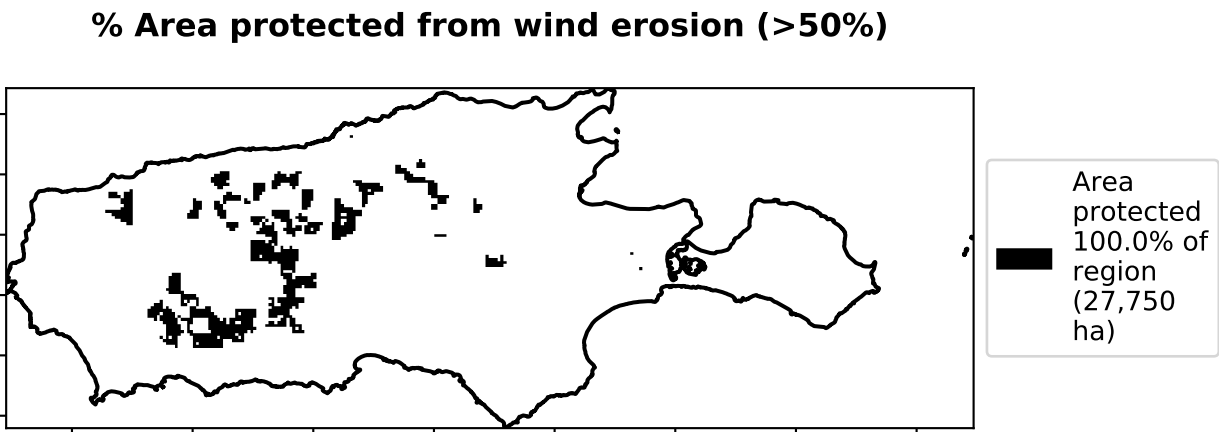 % Area protected from wind erosion (>50%)
Area
protected
100.0% of
region
(27,750
ha)